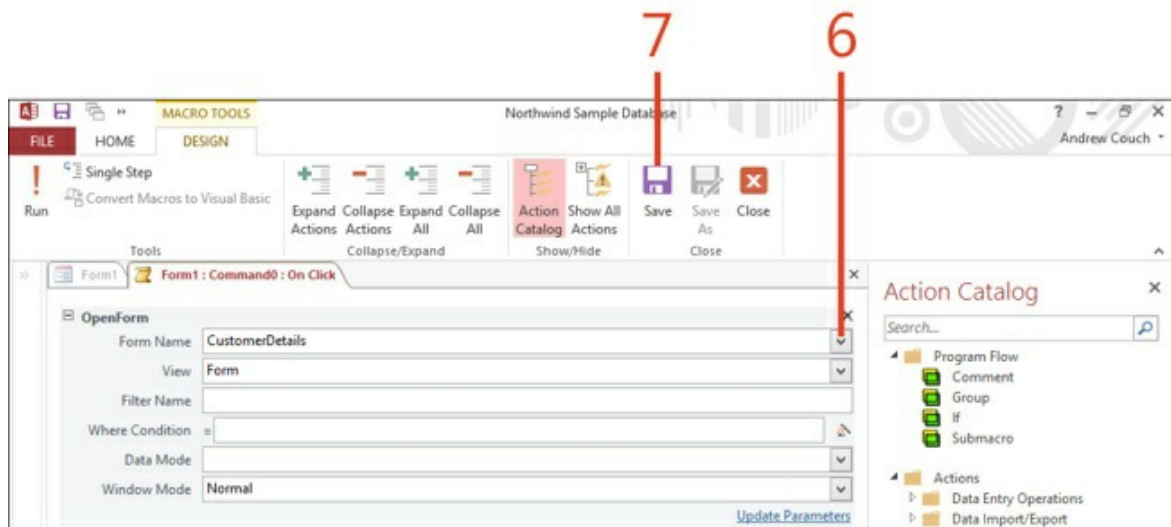 7 6
MACRO TOOLS Northwind Sample Database ?
FILE HOME DESIGN Andrew Couch
Run
Single Step
Convert Macros to Visual Basic
Tools
Expand Actions
Collapse Actions
Expand All
Collapse All
Collapse/Expand
Action Catalog
Show All Actions
Show/Hide
Save
Save As
Close
Close
Form1 Form1 : Command0 : On Click
OpenForm
Form Name CustomerDetails
View Form
Filter Name
Where Condition =
Data Mode
Window Mode Normal
Update Parameters
Action Catalog
Search...
Program Flow
Comment
Group
If
Submacro
Actions
Data Entry Operations
Data Import/Export